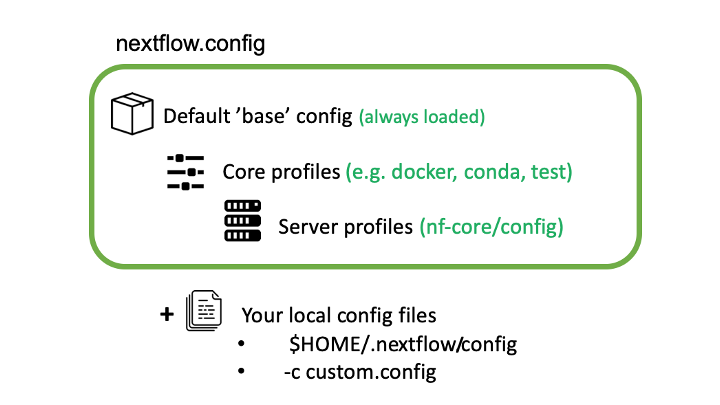 nextflow.config
Default ’base’ config (always loaded)
Core profiles (e.g. docker, conda, test)
Server profiles (nf-core/config)
+ Your local config files
• $HOME/.nextflow/config
• -c custom.config